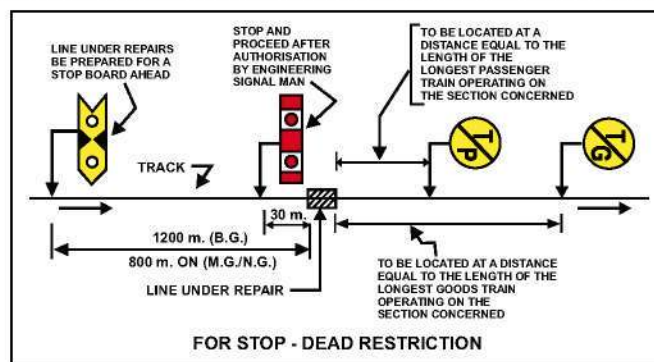 LINE UNDER REPAIRS
BE PREPARED FOR A
STOP BOARD AHEAD
STOP AND
PROCEED AFTER
AUTHORISATION
BY ENGINEERING
SIGNAL MAN
TO BE LOCATED AT A
DISTANCE EQUAL TO THE
LENGTH OF THE
LONGEST PASSENGER
TRAIN OPERATING ON
THE SECTION CONCERNED
T/P
T/G
TRACK
30 m.
1200 m. (B.G.)
800 m. ON (M.G./N.G.)
LINE UNDER REPAIR
TO BE LOCATED AT A DISTANCE
EQUAL TO THE LENGTH OF THE
LONGEST GOODS TRAIN
OPERATING ON THE
SECTION CONCERNED
FOR STOP - DEAD RESTRICTION